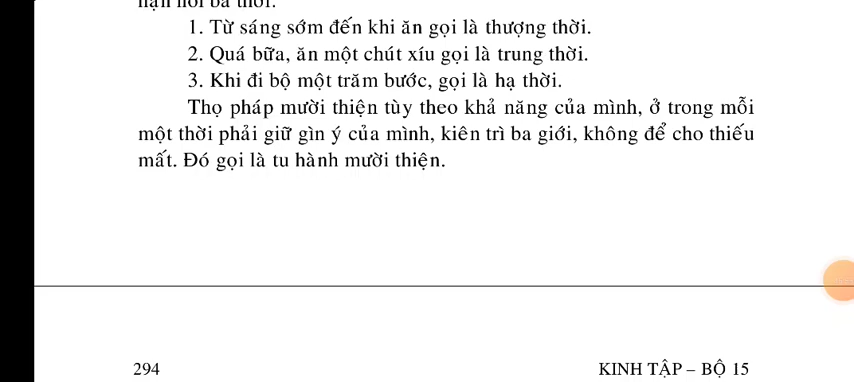 1. Từ sáng sớm đến khi ăn gọi là thượng thời.
2. Quá bữa, ăn một chút xíu gọi là trung thời.
3. Khi đi bộ một trăm bước, gọi là hạ thời.
Thọ pháp mười thiện tùy theo khả năng của mình, ở trong mỗi
một thời phải giữ gìn ý của mình, kiên trì ba giới, không để cho thiếu
mất. Đó gọi là tu hành mười thiện.
294
KINH TẬP – BỘ 15